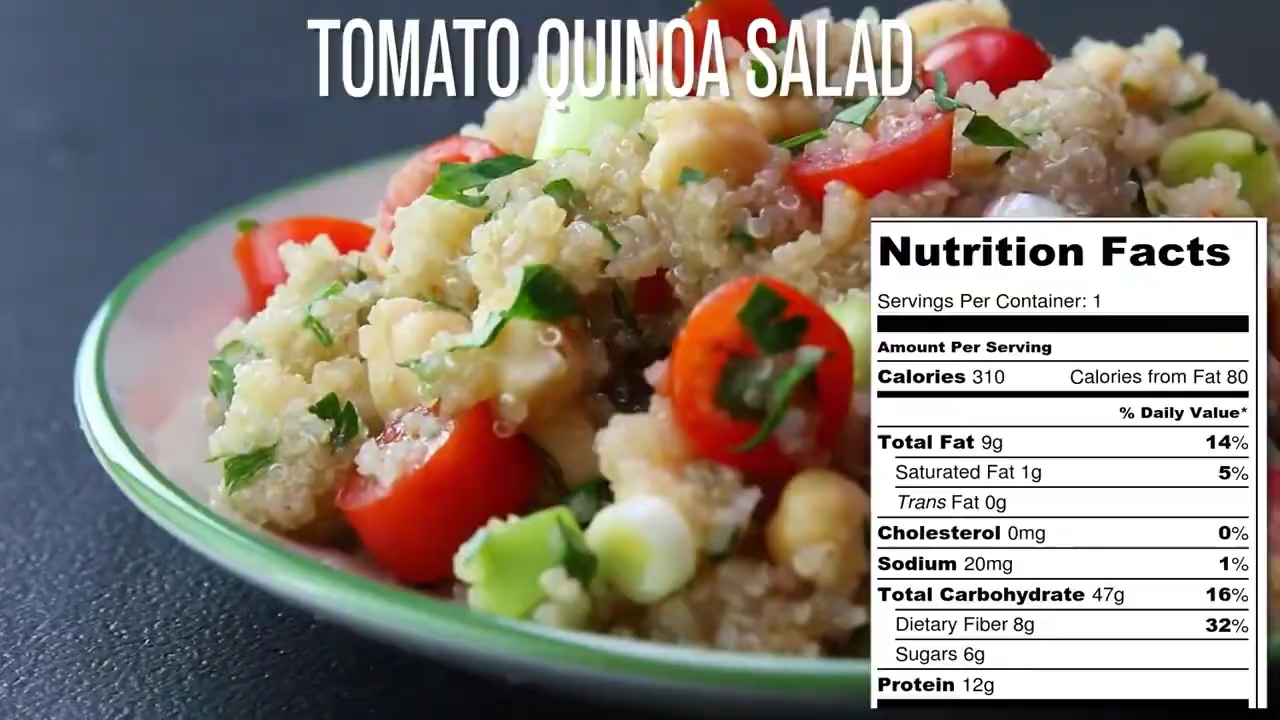 TOMATO QUINOA SALAD
Nutrition Facts
Servings Per Container: 1
Amount Per Serving
Calories 310 Calories from Fat 80
% Daily Value*
Total Fat 9g 14%
Saturated Fat 1g 5%
Trans Fat 0g
Cholesterol 0mg 0%
Sodium 20mg 1%
Total Carbohydrate 47g 16%
Dietary Fiber 8g 32%
Sugars 6g
Protein 12g